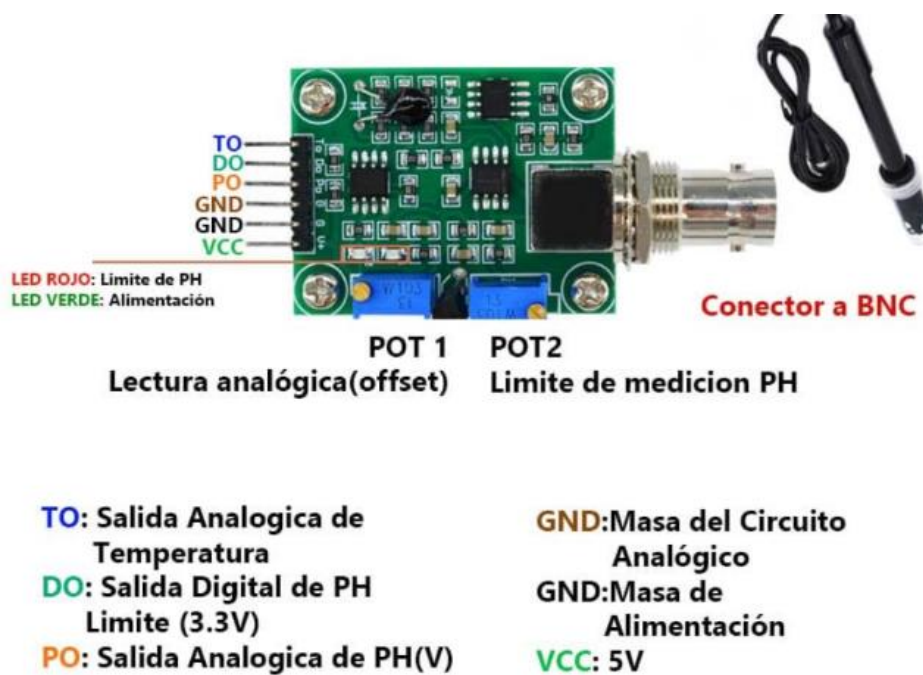 TO
DO
PO
GND
GND
VCC
LED ROJO: Limite de PH
LED VERDE: Alimentación
Conector a BNC
POT 1
Lectura analógica(offset)
POT2
Limite de medicion PH
TO: Salida Analogica de
Temperatura
DO: Salida Digital de PH
Limite (3.3V)
PO: Salida Analogica de PH(V)
GND:Masa del Circuito
Analógico
GND:Masa de
Alimentación
VCC: 5V